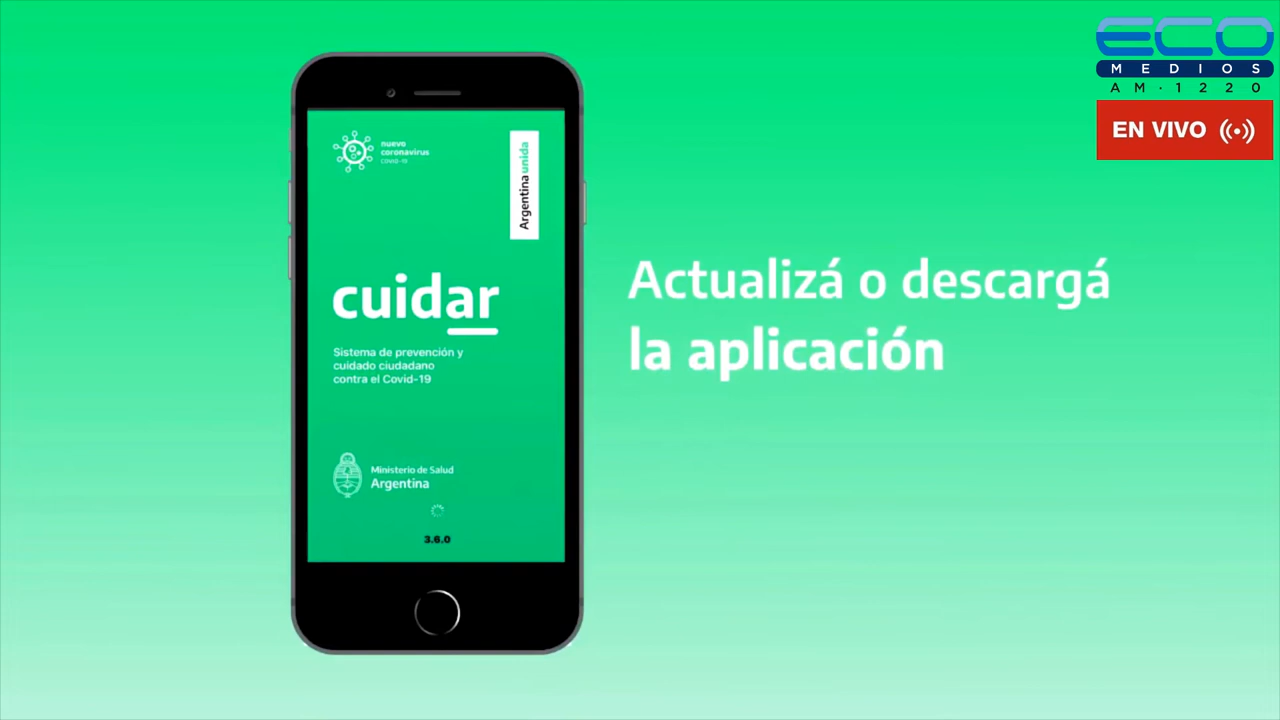 nuevo
coronavirus
COVID-19
Argentina unida
cuidar
Sistema de prevención y
cuidado ciudadano
contra el Covid-19
Ministerio de Salud
Argentina
3.6.0
Actualizá o descargá
la aplicación
ECO
MEDIOS
AM·1220
EN VIVO